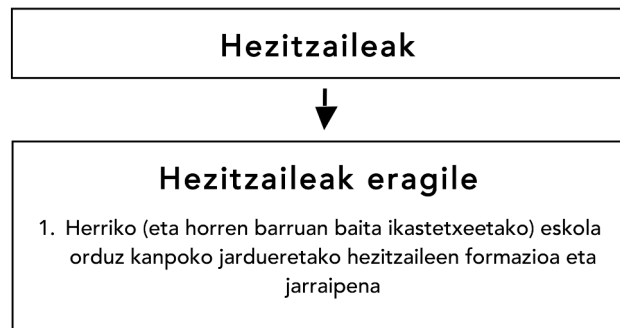 Hezitzaileak
Hezitzaileak eragile
1. Herriko (eta horren barruan baita ikastetxeetako) eskola
orduz kanpoko jardueretako hezitzaileen formazioa eta
jarraipena